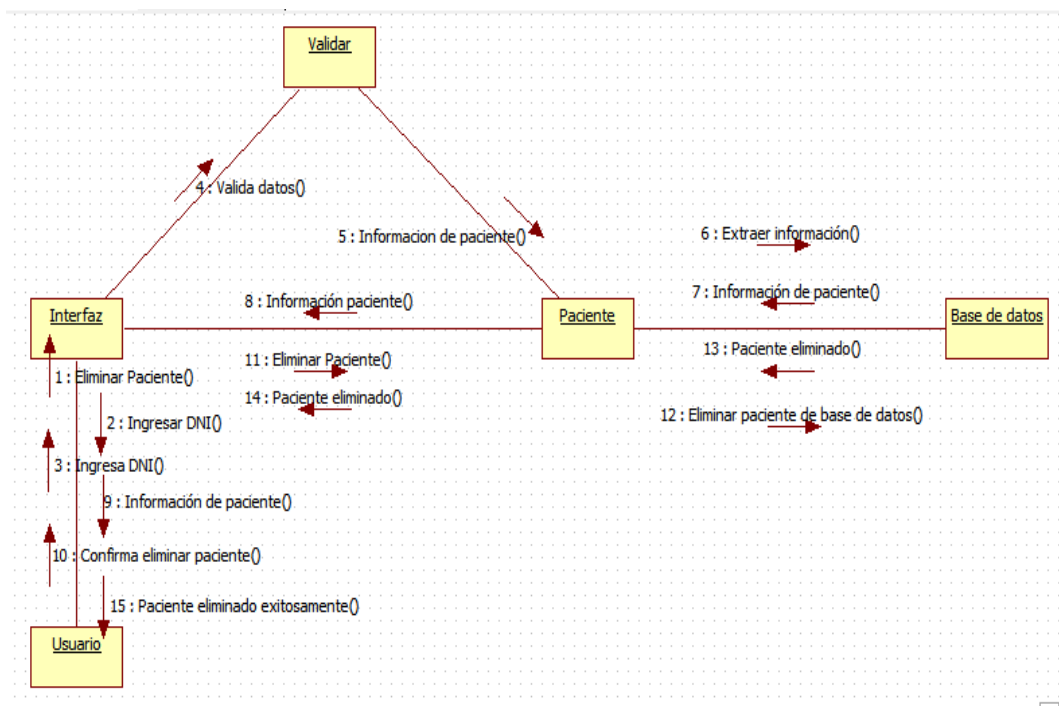 Validar
4 : Valida datos()
5 : Informacion de paciente()
6 : Extraer información()
7 : Información de paciente()
8 : Información paciente()
Interfaz
Paciente
Base de datos
13 : Paciente eliminado()
11 : Eliminar Paciente()
1 : Eliminar Paciente()
14 : Paciente eliminado()
12 : Eliminar paciente de base de datos()
2 : Ingresar DNI()
3 : Ingresa DNI()
9 : Información de paciente()
10 : Confirma eliminar paciente()
15 : Paciente eliminado exitosamente()
Usuario